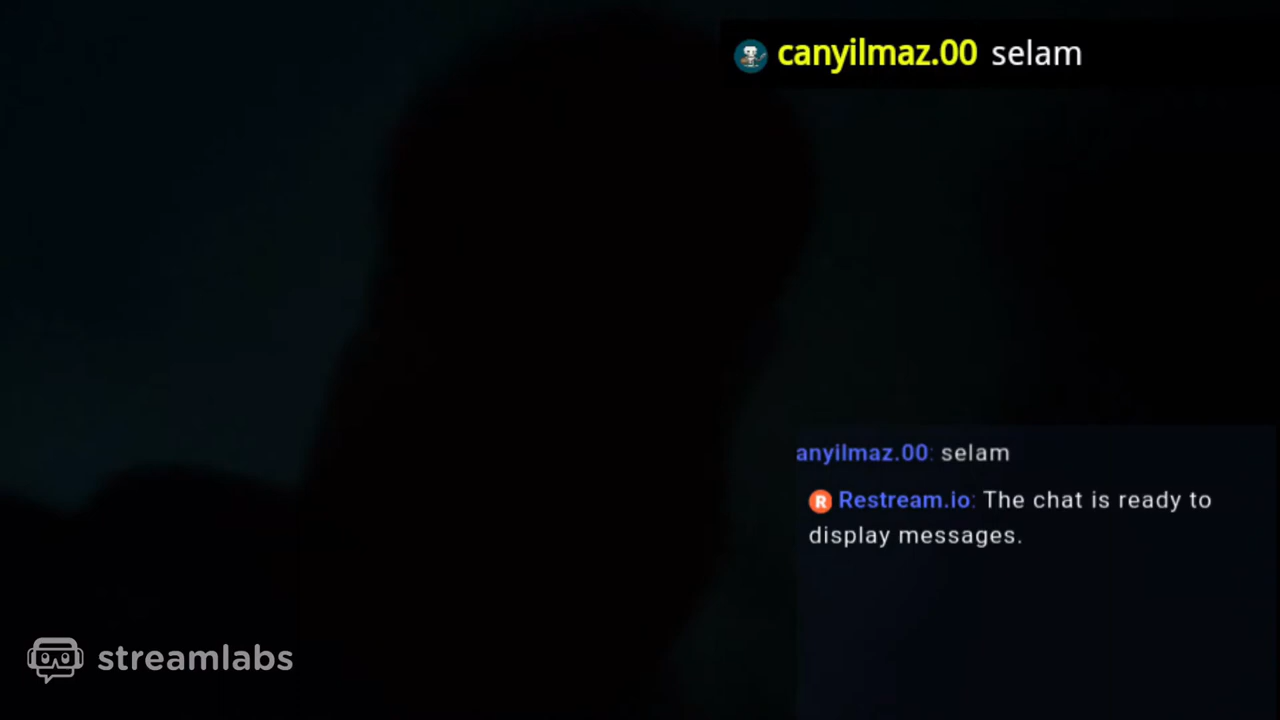 canyilmaz.00 selam
anyilmaz.00: selam
R Restream.io: The chat is ready to
display messages.
streamlabs